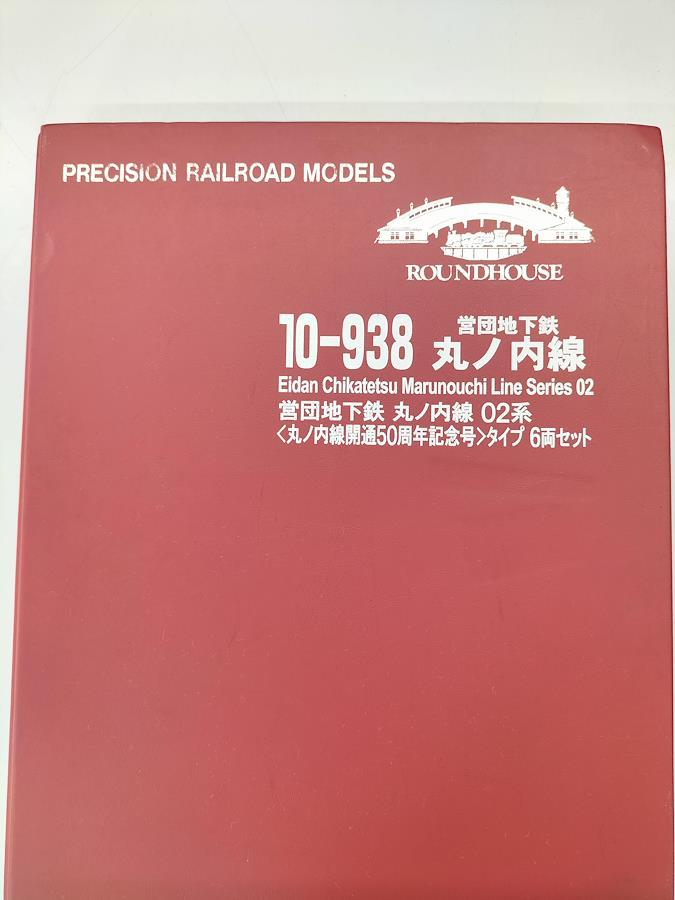 PRECISION RAILROAD MODELS
ROUNDHOUSE
10-938 営団地下鉄 丸ノ内線
Eidan Chikatetsu Marunouchi Line Series 02
営団地下鉄 丸ノ内線 02系
〈丸ノ内線開通50周年記念号〉タイプ 6両セット